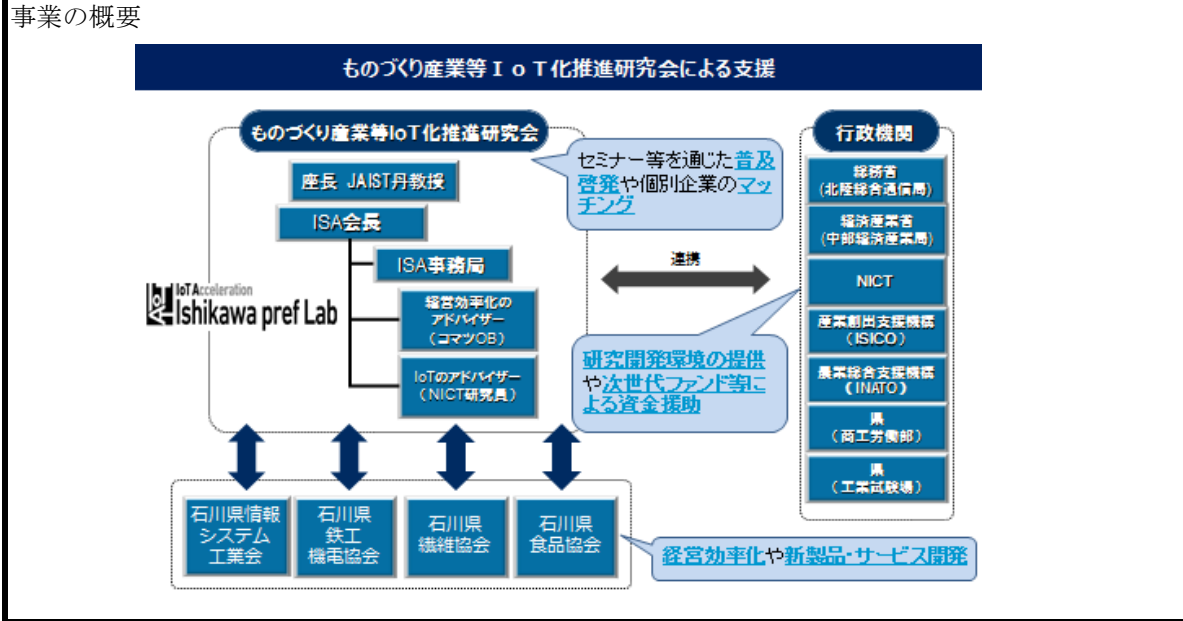 事業の概要
ものづくり産業等ＩｏＴ化推進研究会による支援
ものづくり産業等IoT化推進研究会
座長 JAIST丹教授
ISA会長
ISA事務局
経営効率化の
アドバイザー
（コマツOB）
IoTのアドバイザー
（NICT研究員）
IoT Acceleration
Ishikawa pref Lab
セミナー等を通じた普及
啓発や個別企業のマッ
チング
連携
研究開発環境の提供
や次世代ファンド等に
よる資金援助
行政機関
総務省
(北陸総合通信局)
経済産業省
(中部経済産業局)
NICT
産業創出支援機構
（ISICO）
農業総合支援機構
（INATO）
県
（商工労働部）
県
（工業試験場）
石川県情報
システム
工業会
石川県
鉄工
機電協会
石川県
繊維協会
石川県
食品協会
経営効率化や新製品・サービス開発